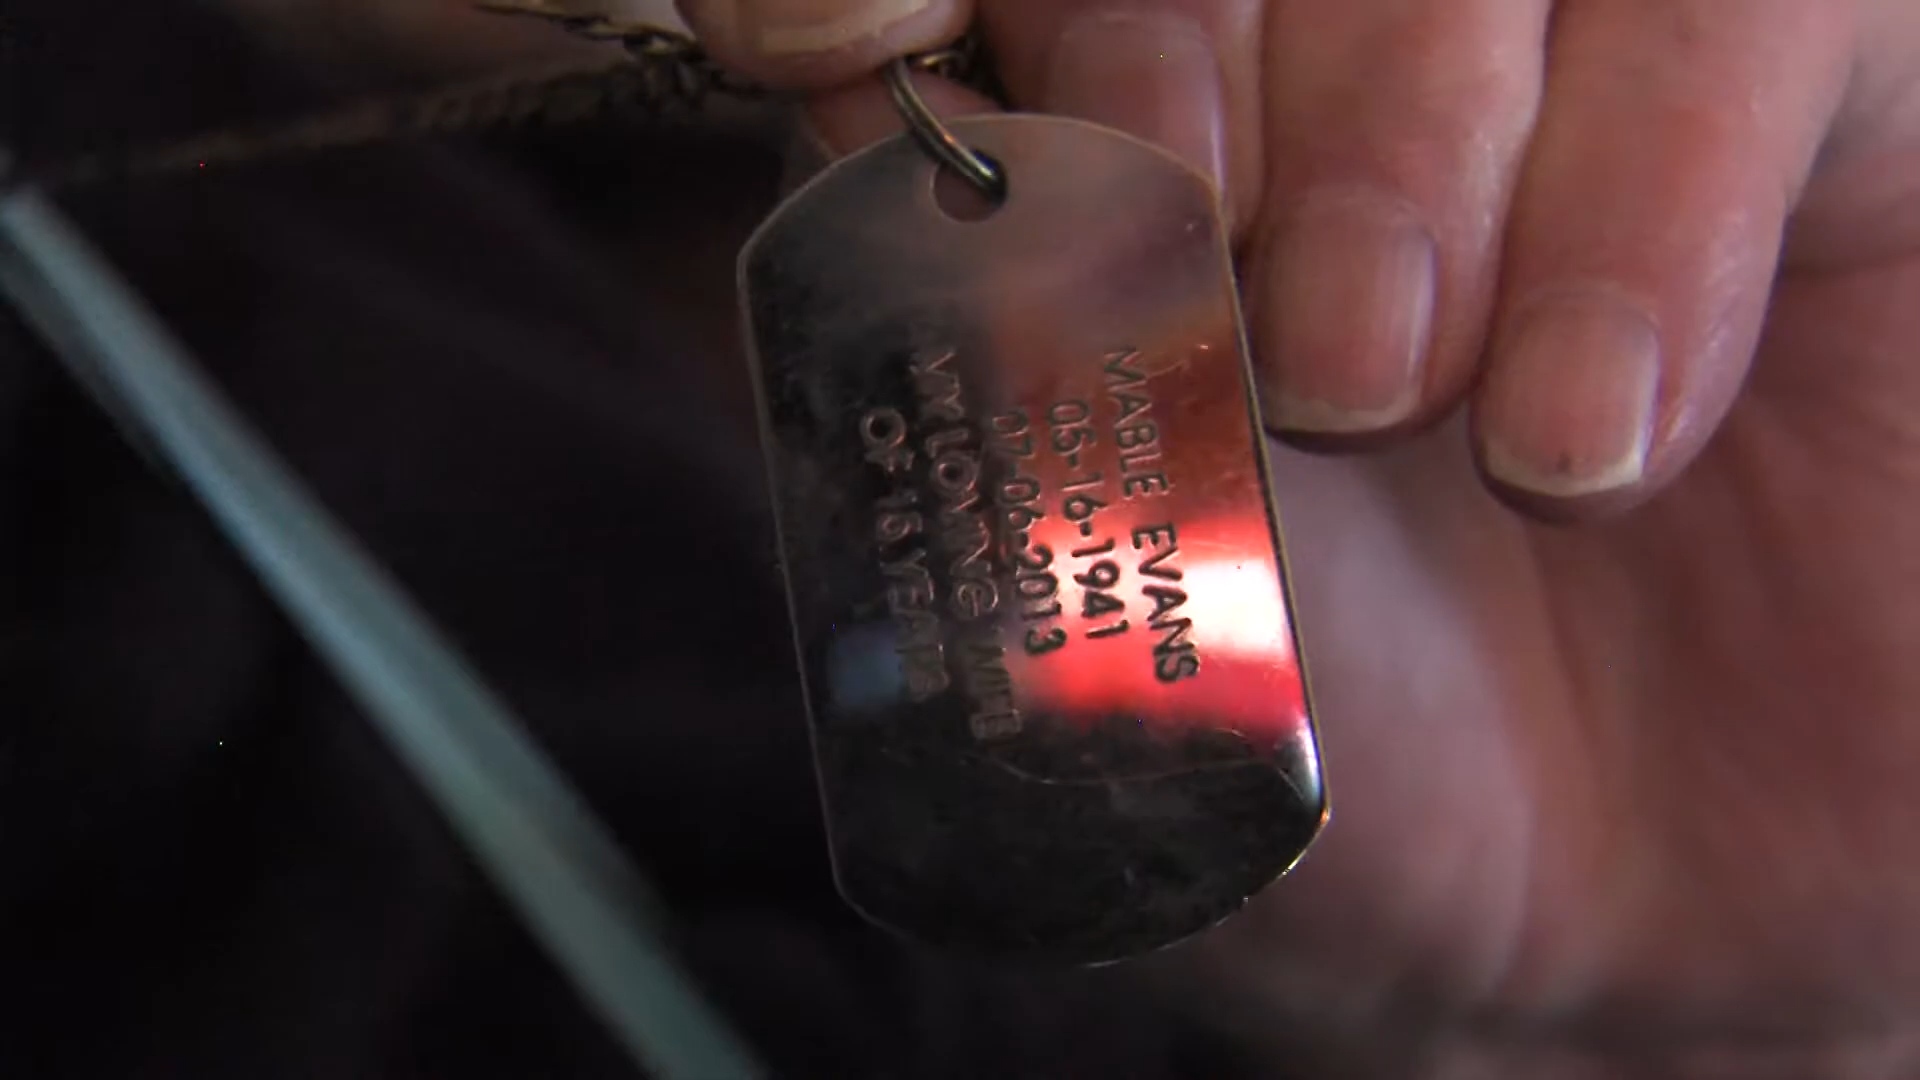 MABLE EVANS
05-16-1941
07-06-2013
MY LOVING WIFE
OF 16 YEARS